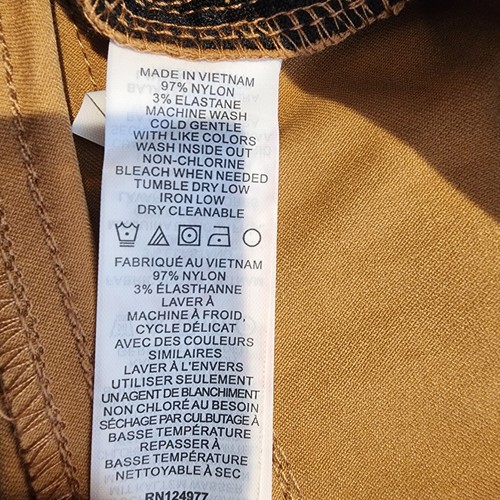 MADE IN VIETNAM
97% NYLON
3% ELASTANE
MACHINE WASH
COLD GENTLE
WITH LIKE COLORS
WASH INSIDE OUT
NON-CHLORINE
BLEACH WHEN NEEDED
TUMBLE DRY LOW
IRON LOW
DRY CLEANABLE
FABRIQUÉ AU VIETNAM
97% NYLON
3% ÉLASTHANNE
LAVER À
MACHINE À FROID,
CYCLE DÉLICAT
AVEC DES COULEURS
SIMILAIRES
LAVER À L'ENVERS
UTILISER SEULEMENT
UN AGENT DE BLANCHIMENT
NON CHLORÉ AU BESOIN
SÉCHAGE PAR CULBUTAGE À
BASSE TEMPÉRATURE
REPASSER À
BASSE TEMPÉRATURE
NETTOYABLE À SEC
RN124977